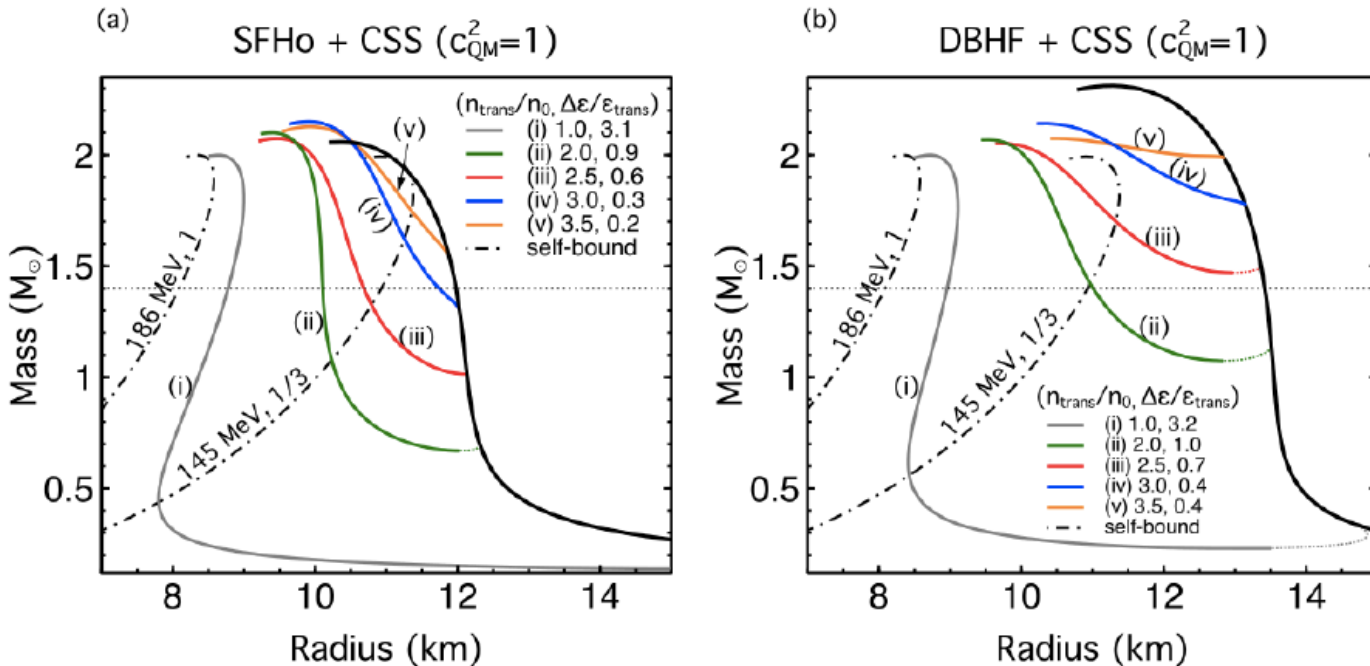 (a)
SFHo + CSS (c²QM=1)
(ntrans/n0, Δε/εtrans)
(i) 1.0, 3.1
(ii) 2.0, 0.9
(iii) 2.5, 0.6
(iv) 3.0, 0.3
(v) 3.5, 0.2
self-bound
(v)
(iv)
(iii)
(ii)
(i)
186 MeV, 1
145 MeV, 1/3
2
1.5
1
0.5
Mass (M⊙)
8 10 12 14
Radius (km)
(b)
DBHF + CSS (c²QM=1)
(v)
(iv)
(iii)
(ii)
(i)
186 MeV, 1
145 MeV, 1/3
(ntrans/n0, Δε/εtrans)
(i) 1.0, 3.2
(ii) 2.0, 1.0
(iii) 2.5, 0.7
(iv) 3.0, 0.4
(v) 3.5, 0.4
self-bound
2
1.5
1
0.5
Mass (M⊙)
8 10 12 14
Radius (km)